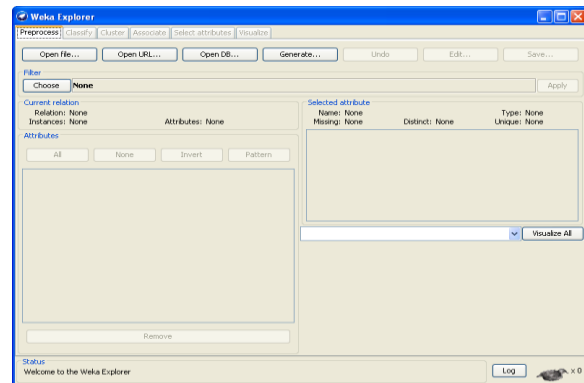 Weka Explorer
Preprocess Classify Cluster Associate Select attributes Visualize
Open file... Open URL... Open DB... Generate... Undo Edit... Save...
Filter
Choose None Apply
Current relation
Relation: None
Instances: None Attributes: None
Selected attribute
Name: None Type: None
Missing: None Distinct: None Unique: None
Attributes
All None Invert Pattern
Visualize All
Remove
Status
Welcome to the Weka Explorer
Log x 0